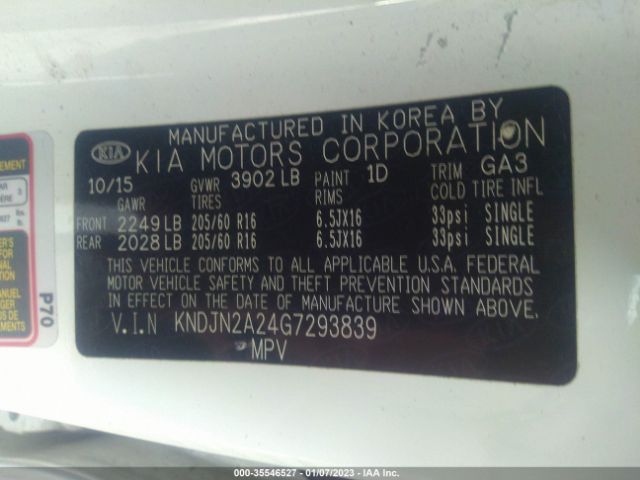 MANUFACTURED IN KOREA BY
KIA KIA MOTORS CORPORATION
10/15 GVWR 3902 LB PAINT 1D TRIM GA3
GAWR TIRES RIMS COLD TIRE INFL
FRONT 2249 LB 205/60 R16 6.5JX16 33psi SINGLE
REAR 2028 LB 205/60 R16 6.5JX16 33psi SINGLE
THIS VEHICLE CONFORMS TO ALL APPLICABLE U.S.A. FEDERAL
MOTOR VEHICLE SAFETY AND THEFT PREVENTION STANDARDS
IN EFFECT ON THE DATE OF MANUFACTURE SHOWN ABOVE.
V.I.N KNDJN2A24G7293839
MPV
P70
000-35546527 - 01/07/2023 - IAA Inc.